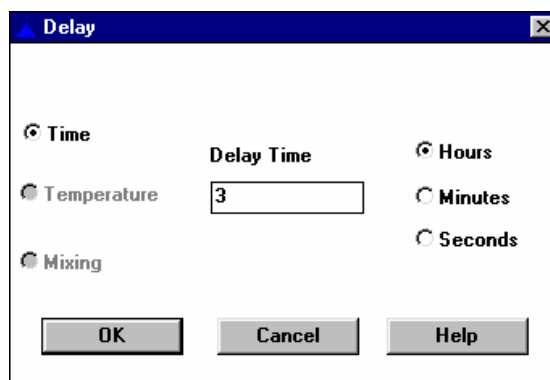 Delay
Time
Delay Time
Hours
Temperature
3
Minutes
Seconds
Mixing
OK
Cancel
Help